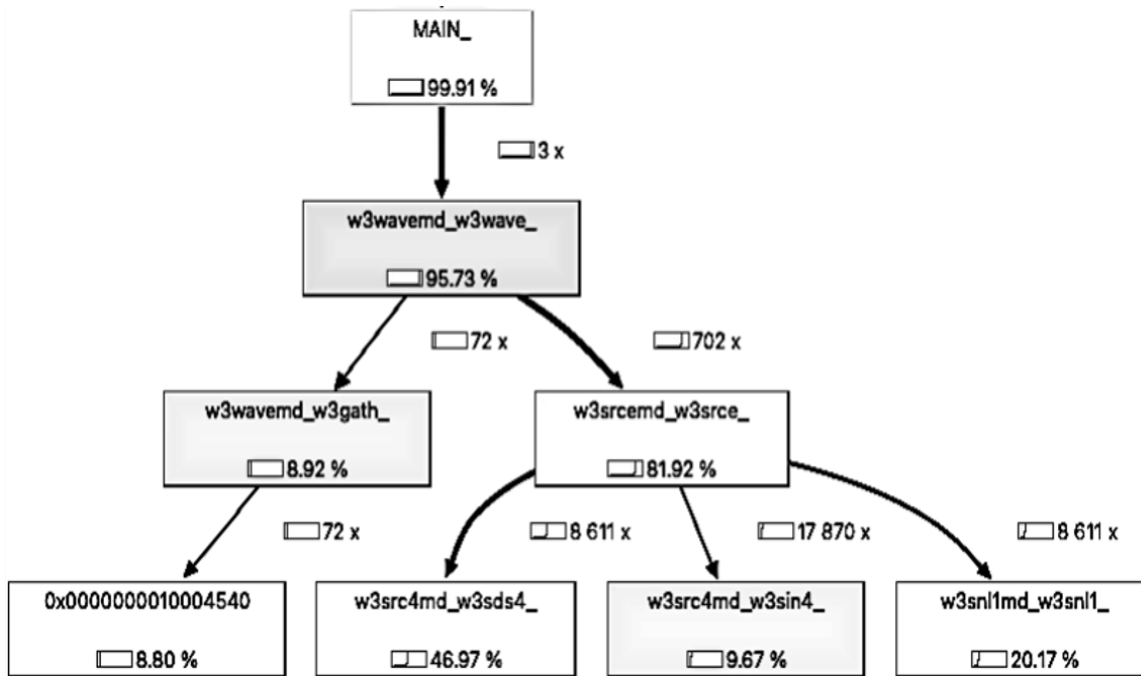 MAIN_
99.91 %
3 x
w3wavemd_w3wave_
95.73 %
72 x
702 x
w3wavemd_w3gath_
8.92 %
w3srcemd_w3srce_
81.92 %
72 x
8 611 x
17 870 x
8 611 x
0x0000000010004540
8.80 %
w3src4md_w3sds4_
46.97 %
w3src4md_w3sin4_
9.67 %
w3snl1md_w3snl1_
20.17 %